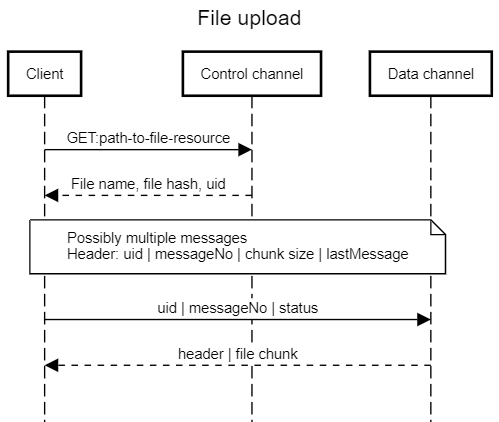 File upload
Client
Control channel
Data channel
GET:path-to-file-resource
File name, file hash, uid
Possibly multiple messages
Header: uid | messageNo | chunk size | lastMessage
uid | messageNo | status
header | file chunk